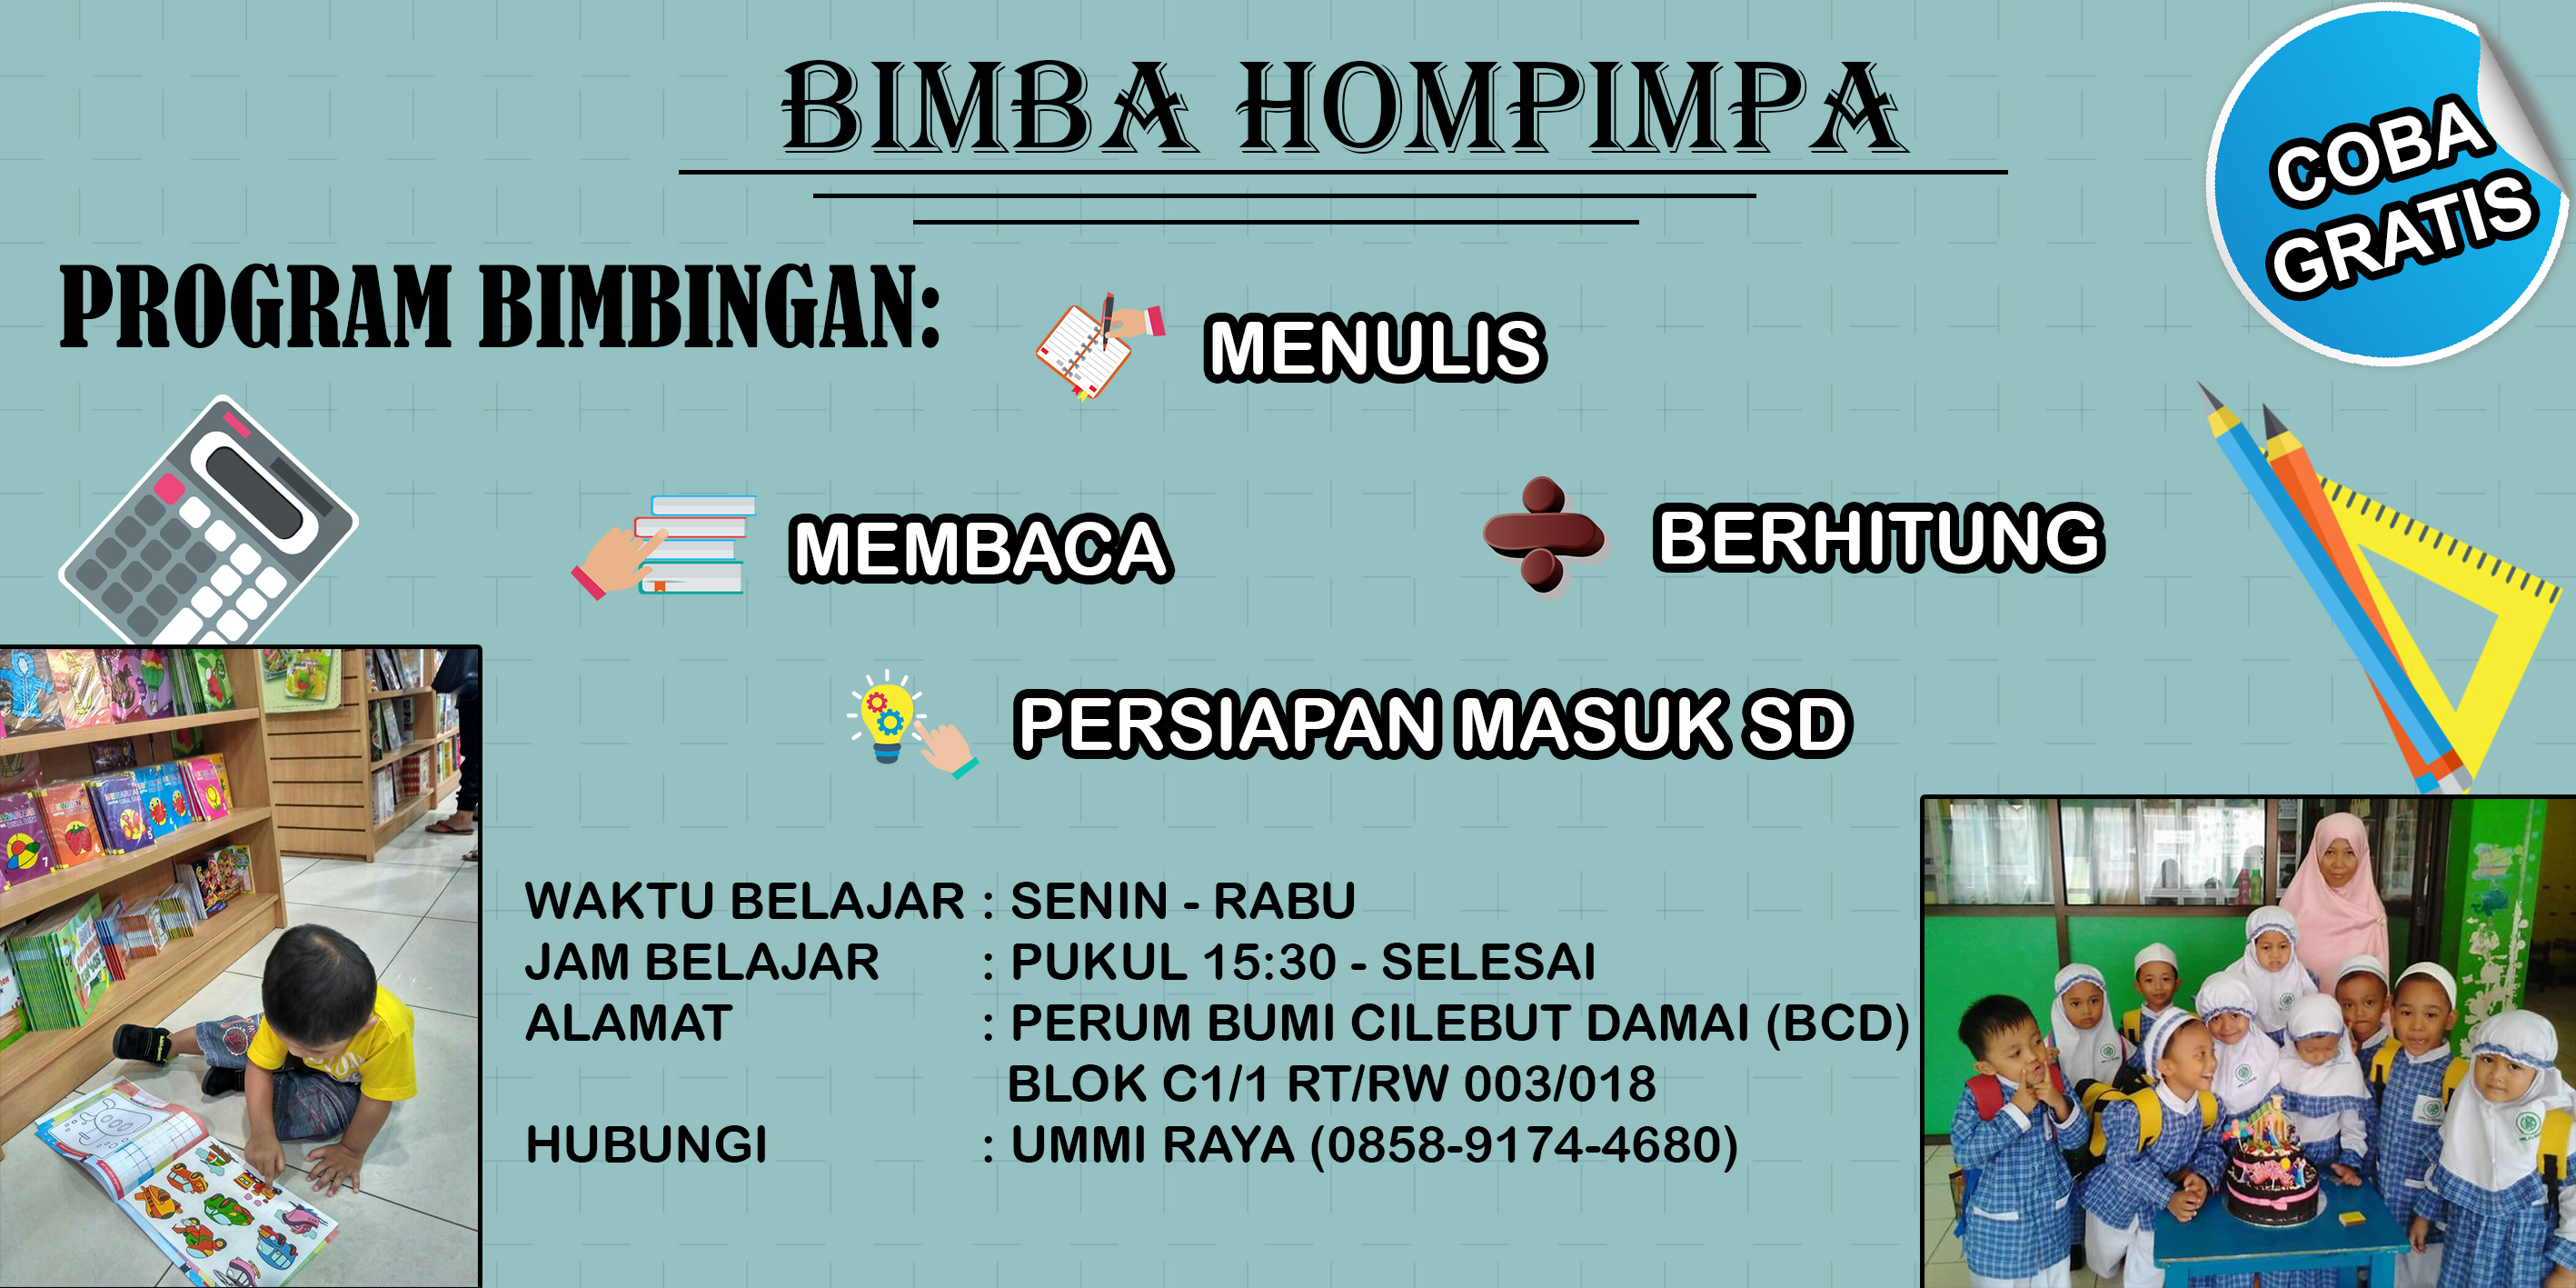 BIMBA HOMPIMPA
COBA
GRATIS
PROGRAM BIMBINGAN:
MENULIS
MEMBACA
BERHITUNG
PERSIAPAN MASUK SD
WAKTU BELAJAR : SENIN - RABU
JAM BELAJAR : PUKUL 15:30 - SELESAI
ALAMAT : PERUM BUMI CILEBUT DAMAI (BCD)
BLOK C1/1 RT/RW 003/018
HUBUNGI : UMMI RAYA (0858-9174-4680)